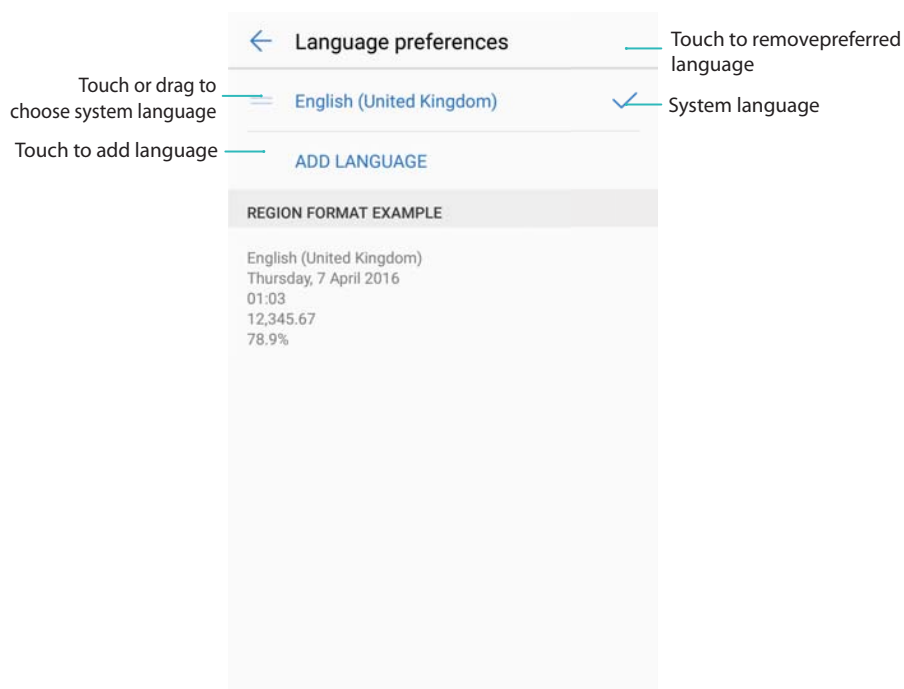 Language preferences
Touch to removepreferred
language
Touch or drag to
choose system language
English (United Kingdom)
System language
Touch to add language
ADD LANGUAGE
REGION FORMAT EXAMPLE
English (United Kingdom)
Thursday, 7 April 2016
01:03
12,345.67
78.9%